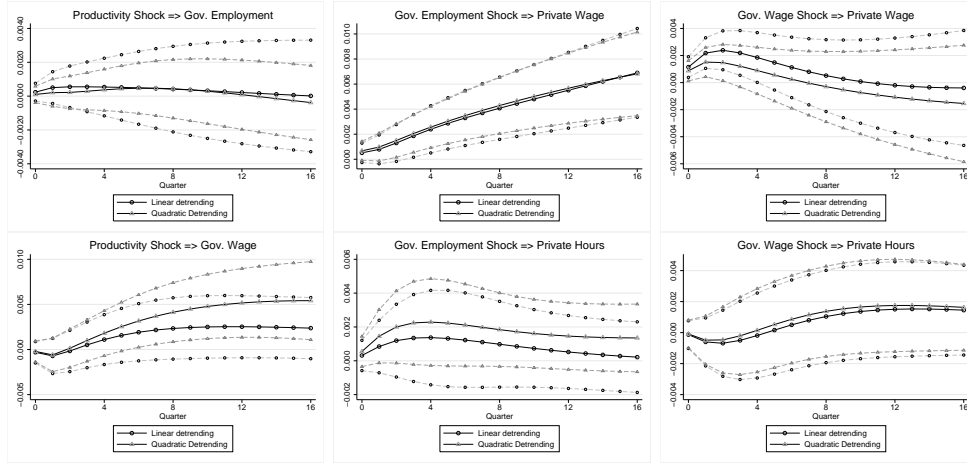 Productivity Shock => Gov. Employment
0.0040
0.0020
0.0000
−0.0020
−0.0040
0 4 8 12 16
Quarter
Linear detrending
Quadratic Detrending
Gov. Employment Shock => Private Wage
0.010
0.008
0.006
0.004
0.002
0.000
0 4 8 12 16
Quarter
Linear detrending
Quadratic Detrending
Gov. Wage Shock => Private Wage
0.004
0.002
0.000
−0.002
−0.004
−0.006
0 4 8 12 16
Quarter
Linear detrending
Quadratic Detrending
Productivity Shock => Gov. Wage
0.010
0.005
0.000
−0.005
0 4 8 12 16
Quarter
Linear detrending
Quadratic Detrending
Gov. Employment Shock => Private Hours
0.006
0.004
0.002
0.000
−0.002
0 4 8 12 16
Quarter
Linear detrending
Quadratic Detrending
Gov. Wage Shock => Private Hours
0.004
0.002
0.000
−0.002
−0.004
0 4 8 12 16
Quarter
Linear detrending
Quadratic Detrending